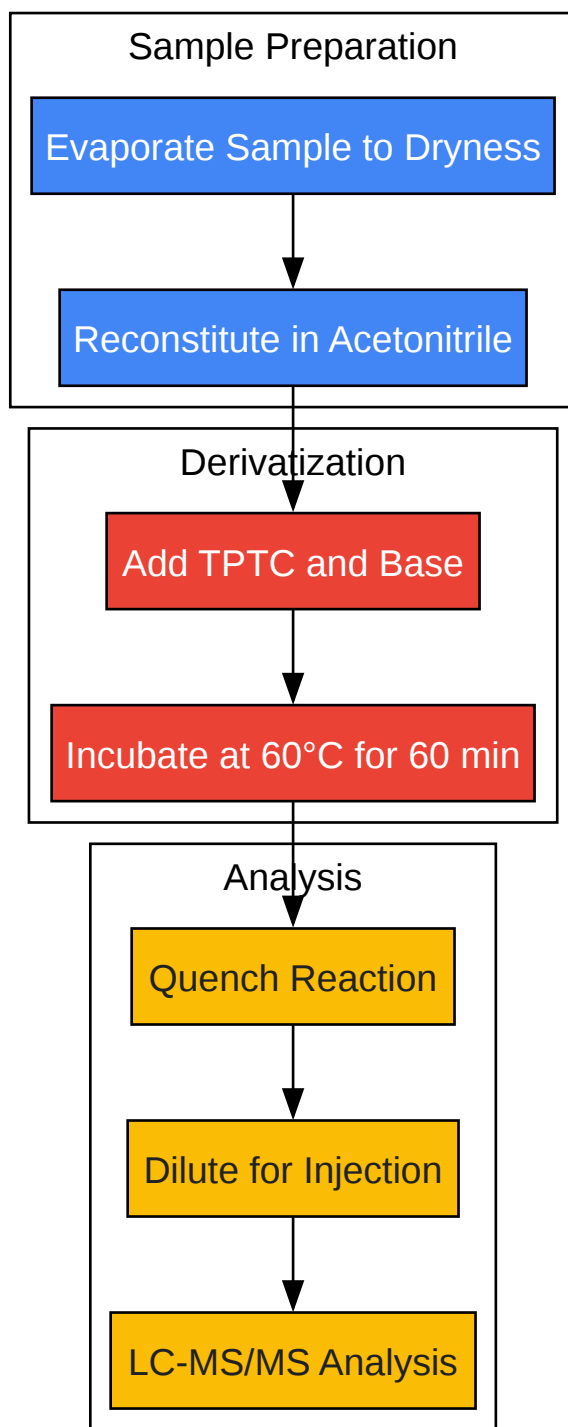 Sample Preparation
Evaporate Sample to Dryness
Reconstitute in Acetonitrile
Derivatization
Add TPTC and Base
Incubate at 60°C for 60 min
Analysis
Quench Reaction
Dilute for Injection
LC-MS/MS Analysis